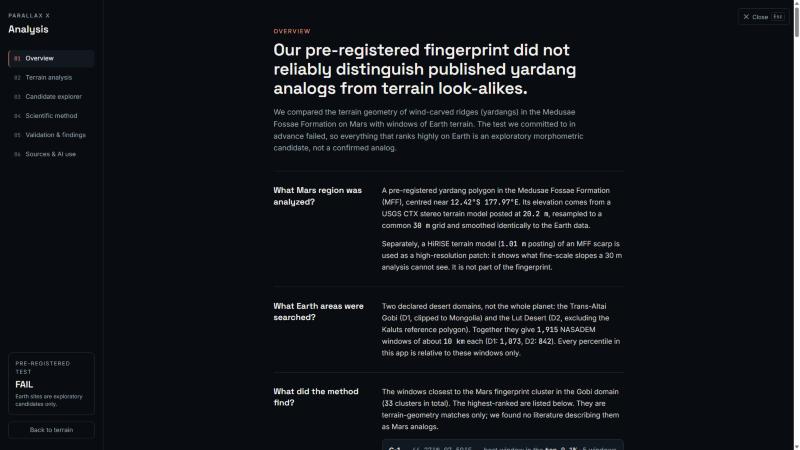 PARALLAX X
Analysis
01 Overview
02 Terrain analysis
03 Candidate explorer
04 Scientific method
05 Validation & findings
06 Sources & AI use
PRE-REGISTERED
TEST
FAIL
Earth sites are exploratory
candidates only.
Back to terrain
Close Esc
OVERVIEW
Our pre-registered fingerprint did not
reliably distinguish published yardang
analogs from terrain look-alikes.
We compared the terrain geometry of wind-carved ridges (yardangs) in the Medusae
Fossae Formation on Mars with windows of Earth terrain. The test we committed to in
advance failed, so everything that ranks highly on Earth is an exploratory morphometric
candidate, not a confirmed analog.
What Mars region was
analyzed?
A pre-registered yardang polygon in the Medusae Fossae Formation
(MFF), centred near 12.42°S 177.97°E. Its elevation comes from a
USGS CTX stereo terrain model posted at 20.2 m, resampled to a
common 30 m grid and smoothed identically to the Earth data.
Separately, a HiRISE terrain model (1.01 m posting) of an MFF scarp is
used as a high-resolution patch: it shows what fine-scale slopes a 30 m
analysis cannot see. It is not part of the fingerprint.
What Earth areas were
searched?
Two declared desert domains, not the whole planet: the Trans-Altai
Gobi (D1, clipped to Mongolia) and the Lut Desert (D2, excluding the
Kaluts reference polygon). Together they give 1,915 NASADEM
windows of about 10 km each (D1: 1,073, D2: 842). Every percentile in
this app is relative to these windows only.
What did the method
find?
The windows closest to the Mars fingerprint cluster in the Gobi domain
(33 clusters in total). The highest-ranked are listed below. They are
terrain-geometry matches only; we found no literature describing them
as Mars analogs.